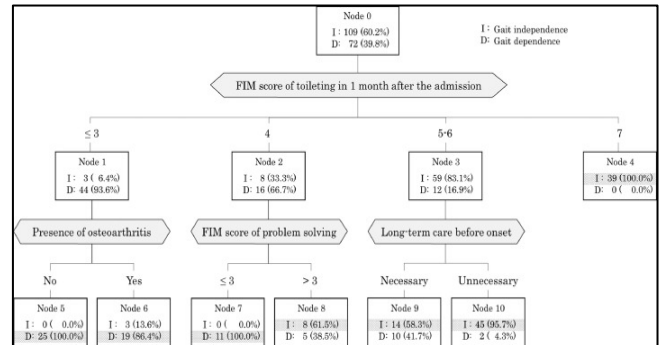 Node 0
I : 109 (60.2%)
D: 72 (39.8%)
I : Gait independence
D: Gait dependence
FIM score of toileting in 1 month after the admission
≤ 3 4 5-6 7
Node 1
I : 3 ( 6.4%)
D: 44 (93.6%)
Node 2
I : 8 (33.3%)
D: 16 (66.7%)
Node 3
I : 59 (83.1%)
D: 12 (16.9%)
Node 4
I : 39 (100.0%)
D: 0 ( 0.0%)
Presence of osteoarthritis
FIM score of problem solving
Long-term care before onset
No Yes ≤ 3 > 3 Necessary Unnecessary
Node 5
I : 0 ( 0.0%)
D: 25 (100.0%)
Node 6
I : 3 (13.6%)
D: 19 (86.4%)
Node 7
I : 0 ( 0.0%)
D: 11 (100.0%)
Node 8
I : 8 (61.5%)
D: 5 (38.5%)
Node 9
I : 14 (58.3%)
D: 10 (41.7%)
Node 10
I : 45 (95.7%)
D: 2 ( 4.3%)